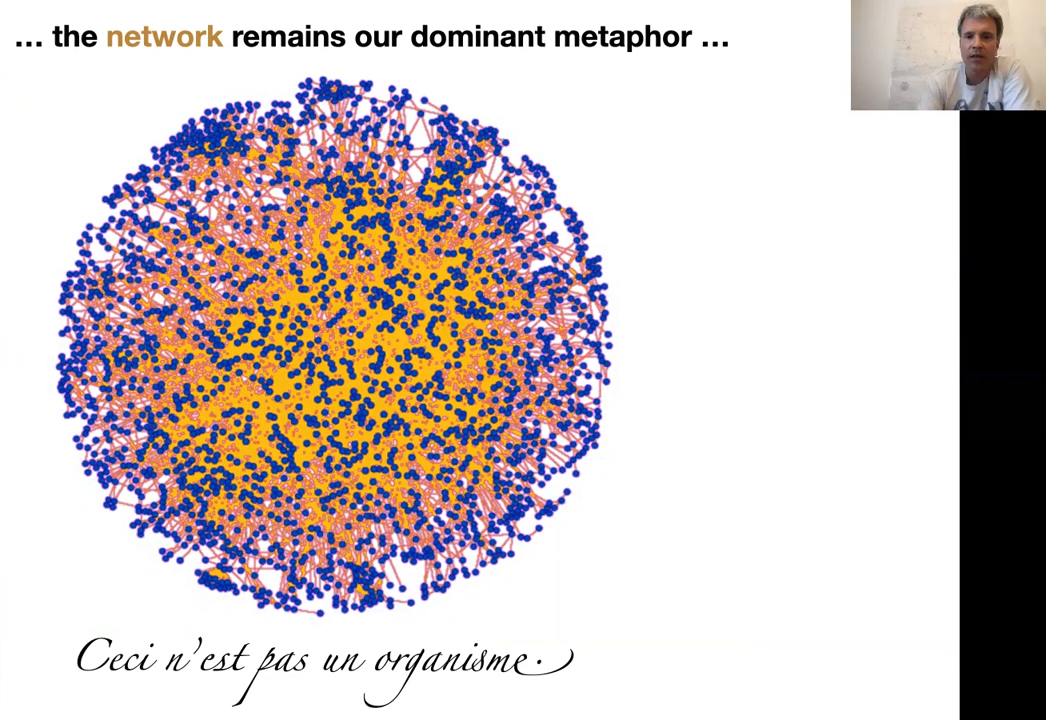 ... the network remains our dominant metaphor ...
Ceci n'est pas un organisme.